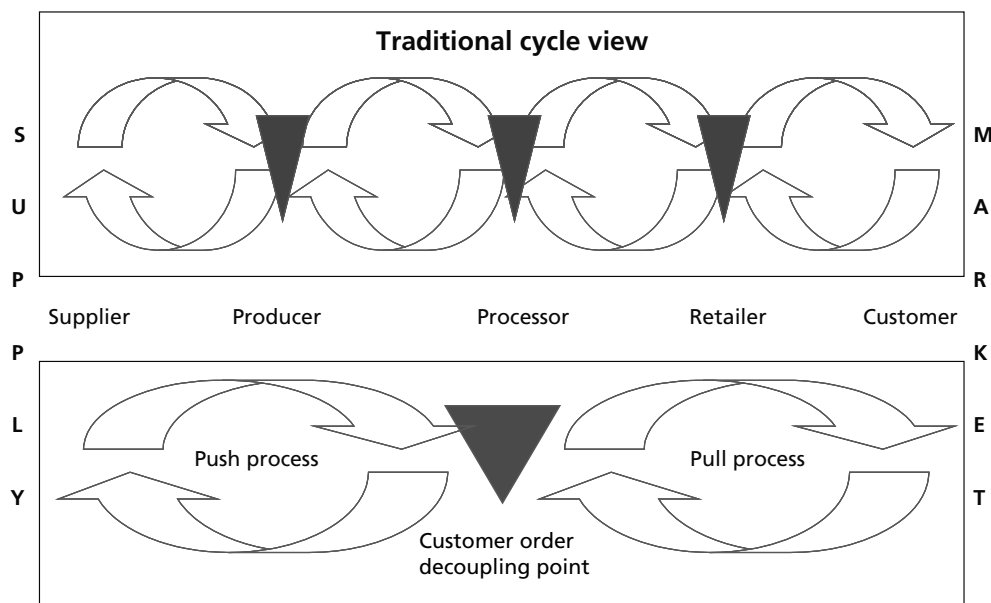 Traditional cycle view
S
U
P
P
L
Y
M
A
R
K
E
T
Supplier Producer Processor Retailer Customer
Push process
Pull process
Customer order
decoupling point